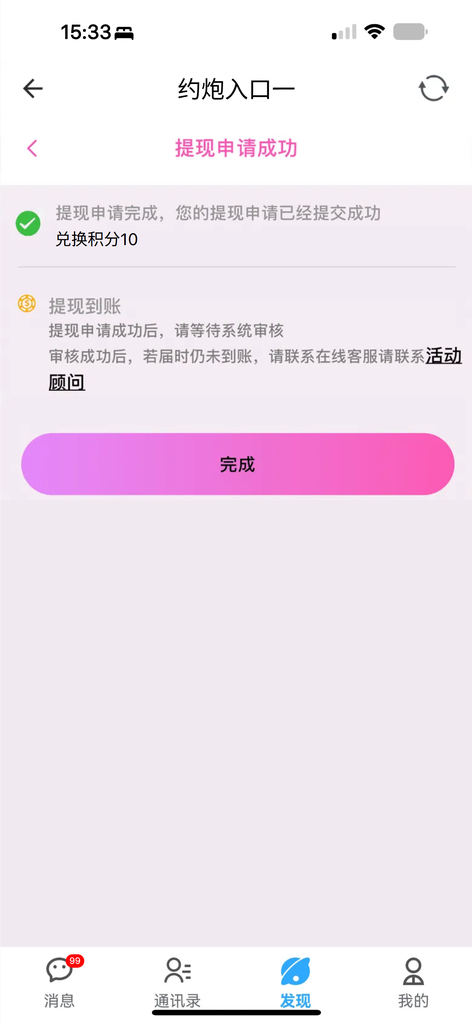 15:33
约炮入口一
提现申请成功
提现申请完成，您的提现申请已经提交成功
兑换积分10
提现到账
提现申请成功后，请等待系统审核
审核成功后，若届时仍未到账，请联系在线客服请联系活动
顾问
完成
99
消息
通讯录
发现
我的